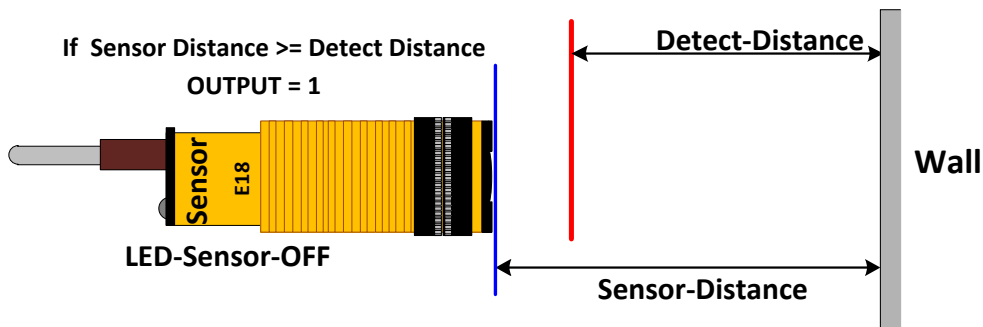 If Sensor Distance >= Detect Distance
OUTPUT = 1
Detect-Distance
Sensor
E18
Wall
LED-Sensor-OFF
Sensor-Distance